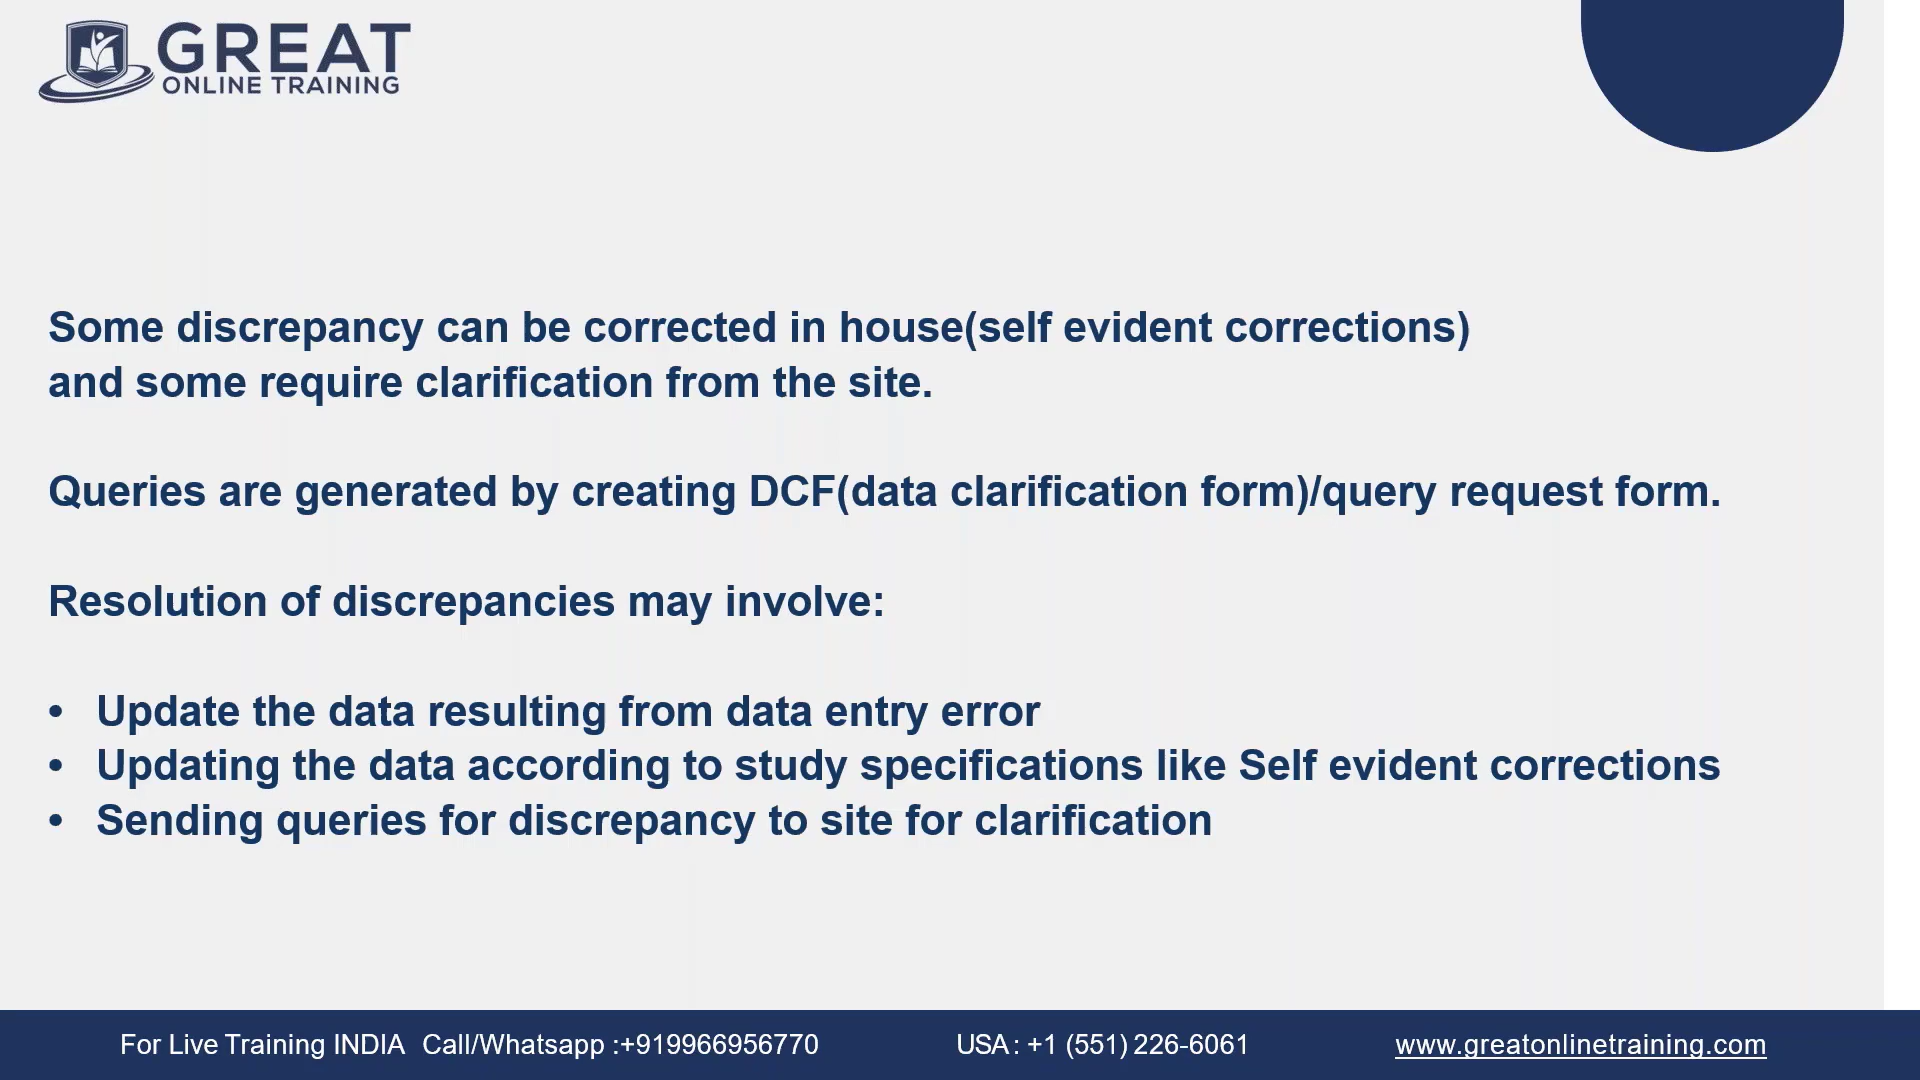 GREAT
ONLINE TRAINING
Some discrepancy can be corrected in house(self evident corrections)
and some require clarification from the site.
Queries are generated by creating DCF(data clarification form)/query request form.
Resolution of discrepancies may involve:
• Update the data resulting from data entry error
• Updating the data according to study specifications like Self evident corrections
• Sending queries for discrepancy to site for clarification
For Live Training INDIA Call/Whatsapp :+919966956770 USA : +1 (551) 226-6061 www.greatonlinetraining.com